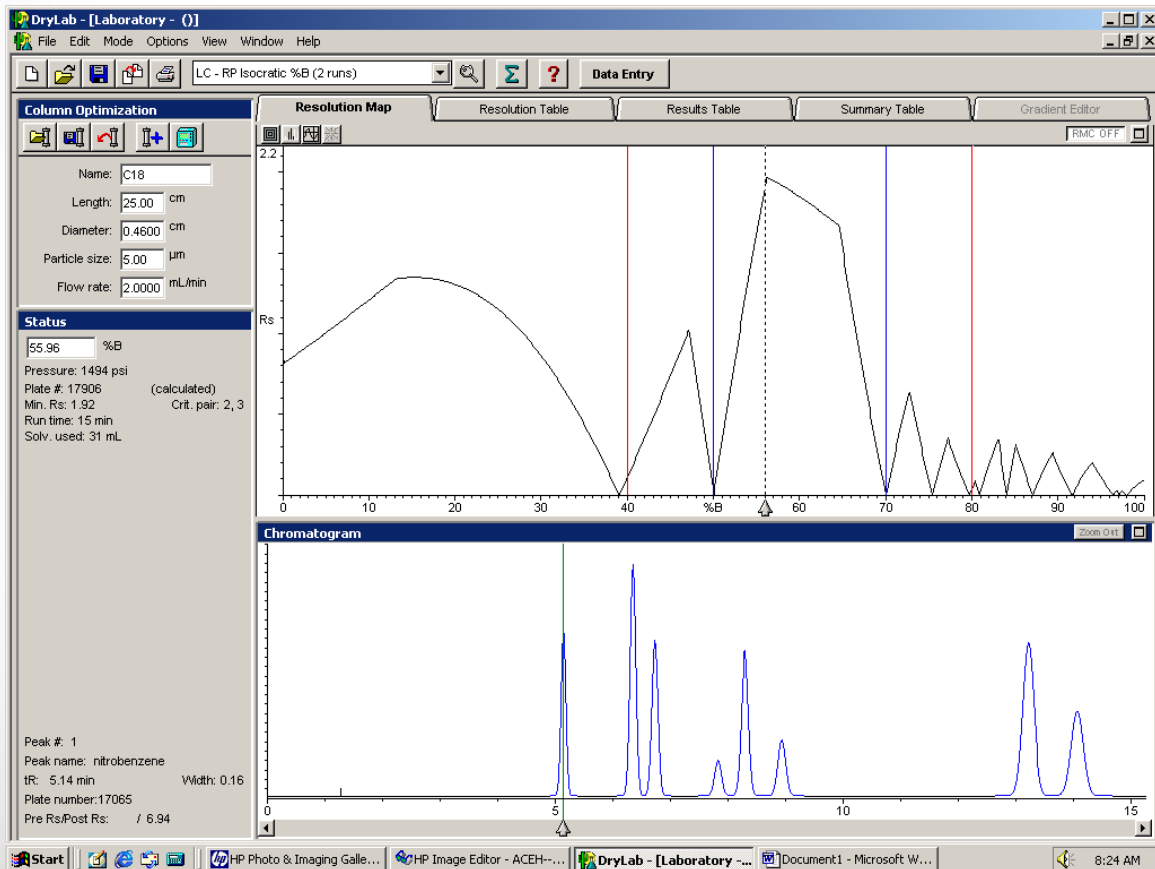 DryLab - [Laboratory - ()]
File Edit Mode Options View Window Help
LC - RP Isocratic %B (2 runs)
Σ
?
Data Entry
Column Optimization
Name: C18
Length: 25.00 cm
Diameter: 0.4600 cm
Particle size: 5.00 µm
Flow rate: 2.0000 mL/min
Status
55.96 %B
Pressure: 1494 psi
Plate #: 17906 (calculated)
Min. Rs: 1.92 Crit. pair: 2, 3
Run time: 15 min
Solv. used: 31 mL
Peak #: 1
Peak name: nitrobenzene
tR: 5.14 min Width: 0.16
Plate number:17065
Pre Rs/Post Rs: / 6.94
Resolution Map Resolution Table Results Table Summary Table Gradient Editor
RMC OFF
2.2
Rs
0 10 20 30 40 %B 60 70 80 90 100
Chromatogram
Zoom Out
0 5 10 15
Start
HP Photo & Imaging Galle...
HP Image Editor - ACEH--...
DryLab - [Laboratory -...
Document1 - Microsoft W...
8:24 AM